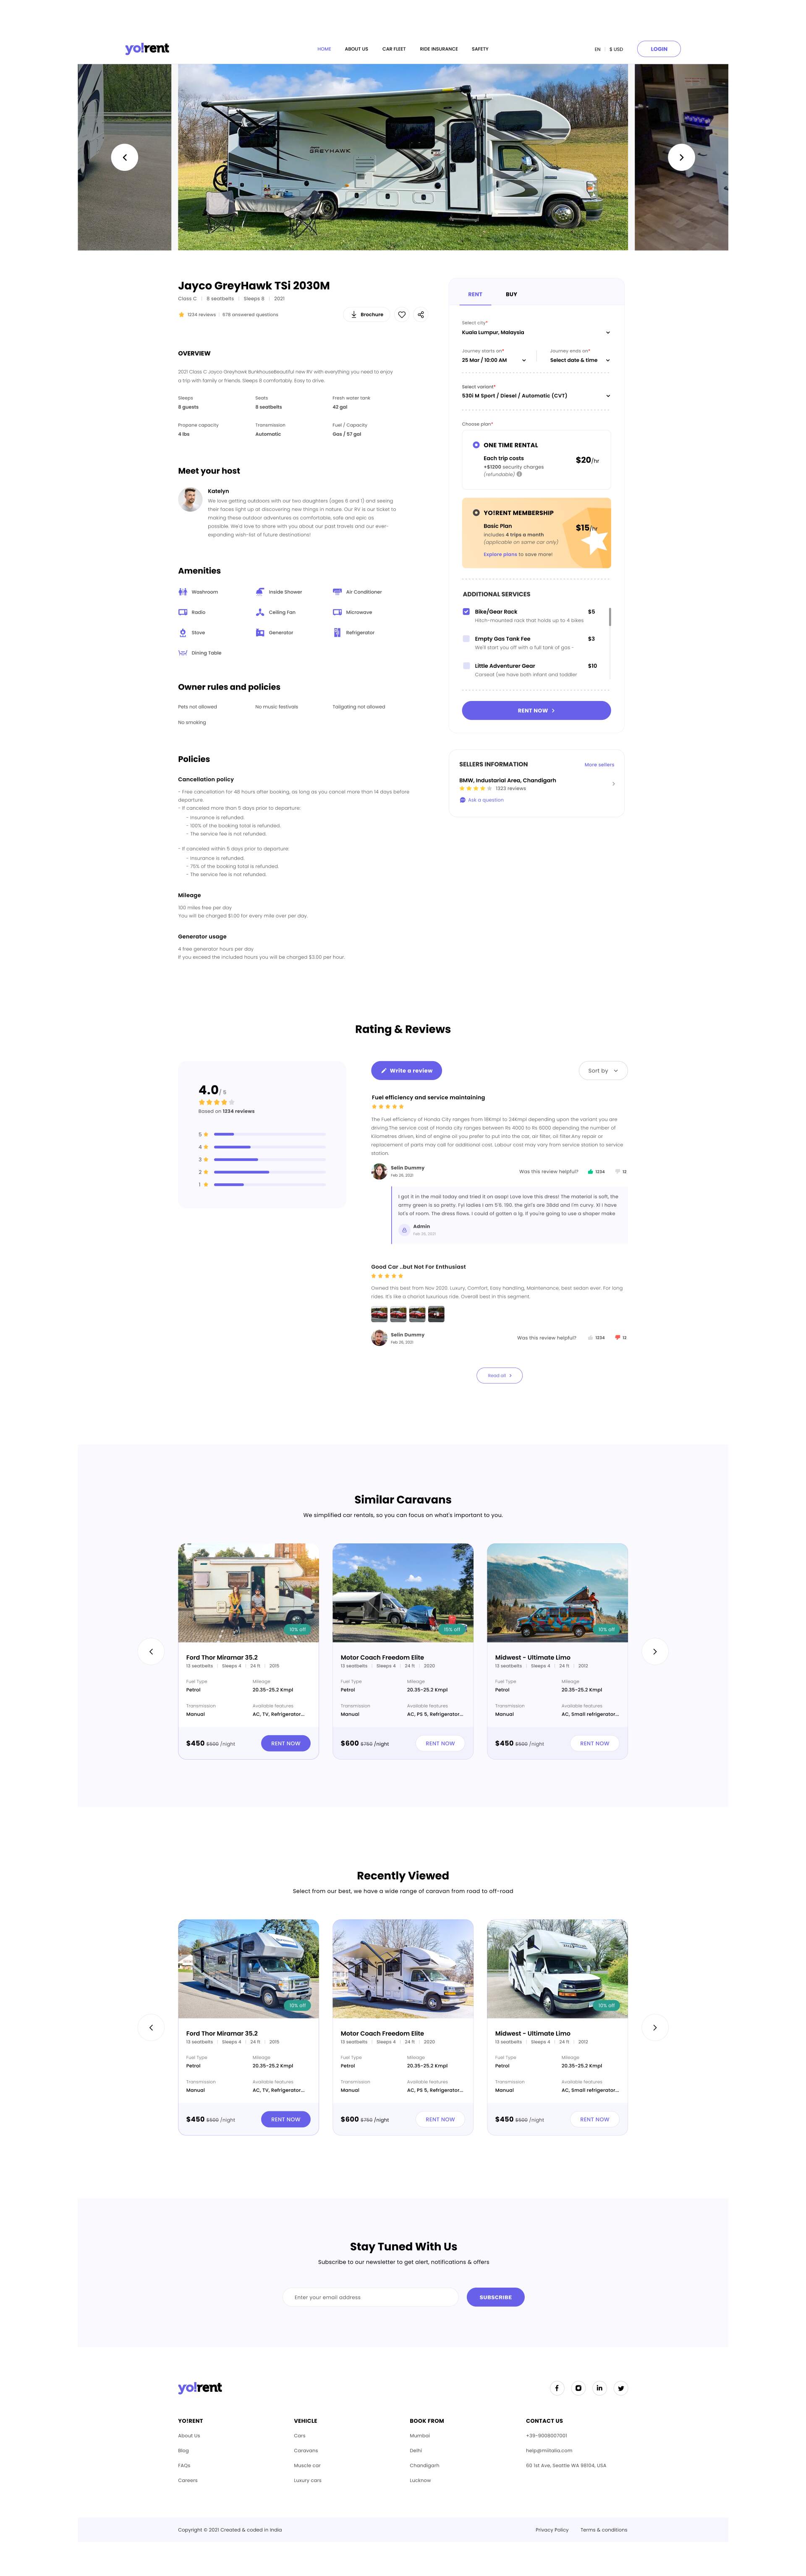 yo!rent
HOME ABOUT US CAR FLEET RIDE INSURANCE SAFETY
EN $ USD LOGIN
GREYHAWK
Jayco GreyHawk TSi 2030M
Class C 8 seatbelts Sleeps 8 2021
1234 reviews 678 answered questions
Brochure
OVERVIEW
2021 Class C Jayco Greyhawk BunkhouseBeautiful new RV with everything you need to enjoy
a trip with family or friends. Sleeps 8 comfortably. Easy to drive.
Sleeps Seats Fresh water tank
8 guests 8 seatbelts 42 gal
Propane capacity Transmission Fuel / Capacity
4 lbs Automatic Gas / 57 gal
Meet your host
Katelyn
We love getting outdoors with our two daughters (ages 6 and 1) and seeing
their faces light up at discovering new things in nature. Our RV is our ticket to
making these outdoor adventures as comfortable, safe and epic as
possible. We'd love to share with you about our past travels and our ever-
expanding wish-list of future destinations!
Amenities
Washroom Inside Shower Air Conditioner
Radio Ceiling Fan Microwave
Stove Generator Refrigerator
Dining Table
Owner rules and policies
Pets not allowed No music festivals Tailgating not allowed
No smoking
Policies
Cancellation policy
- Free cancellation for 48 hours after booking, as long as you cancel more than 14 days before
departure.
- If canceled more than 5 days prior to departure:
- Insurance is refunded.
- 100% of the booking total is refunded.
- The service fee is not refunded.
- If canceled within 5 days prior to departure:
- Insurance is refunded.
- 75% of the booking total is refunded.
- The service fee is not refunded.
Mileage
100 miles free per day
You will be charged $1.00 for every mile over per day.
Generator usage
4 free generator hours per day
If you exceed the included hours you will be charged $3.00 per hour.
RENT BUY
Select city*
Kuala Lumpur, Malaysia
Journey starts on* Journey ends on*
25 Mar / 10:00 AM Select date & time
Select variant*
530i M Sport / Diesel / Automatic (CVT)
Choose plan*
ONE TIME RENTAL
Each trip costs
+$1200 security charges
(refundable)
$20/hr
YO!RENT MEMBERSHIP
Basic Plan
Includes 4 trips a month
(applicable on same car only)
Explore plans to save more!
$15/hr
ADDITIONAL SERVICES
Bike/Gear Rack $5
Hitch-mounted rack that holds up to 4 bikes
Empty Gas Tank Fee $3
We'll start you off with a full tank of gas -
Little Adventurer Gear $10
Carseat (we have both infant and toddler
RENT NOW
SELLERS INFORMATION More sellers
BMW, Industarial Area, Chandigarh
1223 reviews
Ask a question
Rating & Reviews
4.0/ 5
Based on 1234 reviews
5
4
3
2
1
Write a review Sort by
Fuel efficiency and service maintaining
The Fuel efficiency of Honda City ranges from 18Kmpl to 24Kmpl depending upon the variant you are
driving.The service cost of Honda city ranges between Rs 4000 to Rs 6000 depending the number of
kilometres driven, kind of engine oil you prefer to put into the car, air filter, oil filter.Any repair or
replacement of parts may call for additional cost. Labour cost may vary from service station to service
station.
Selin Dummy Was this review helpful? 1234 12
Feb 26, 2021
I got it in the mail today and tried it on asap! Love love this dress! The material is soft, the
army green is so pretty. Fyi ladies I am 5'6. 190. the girl's are 38dd and I'm curvy. Xl I have
lot's of room. The dress flows. I could of gotten a lg. If you're going to use a shaper make
Admin
Feb 26, 2021
Good Car ..but Not For Enthusiast
Owned this beast from Nov 2020. Luxury, Comfort, Easy handling, Maintenance, best sedan ever. For long
rides. It's like a chariot luxurious ride. Overall best in this segment.
Selin Dummy Was this review helpful? 1234 12
Feb 26, 2021
Read all
Similar Caravans
We simplified car rentals, so you can focus on what's important to you.
10% off 15% off 10% off
Ford Thor Miramar 35.2 Motor Coach Freedom Elite Midwest - Ultimate Limo
13 seatbelts Sleeps 4 24 ft 2015 13 seatbelts Sleeps 4 24 ft 2020 13 seatbelts Sleeps 4 24 ft 2012
Fuel Type Mileage Fuel Type Mileage Fuel Type Mileage
Petrol 20.35-25.2 Kmpl Petrol 20.35-25.2 Kmpl Petrol 20.35-25.2 Kmpl
Transmission Available features Transmission Available features Transmission Available features
Manual AC, TV, Refrigerator... Manual AC, PS 5, Refrigerator... Manual AC, Small refrigerator...
$450 $500 /night RENT NOW $600 $750 /night RENT NOW $450 $500 /night RENT NOW
Recently Viewed
Select from our best, we have a wide range of caravan from road to off-road
10% off 10% off
Ford Thor Miramar 35.2 Motor Coach Freedom Elite Midwest - Ultimate Limo
13 seatbelts Sleeps 4 24 ft 2015 13 seatbelts Sleeps 4 24 ft 2020 13 seatbelts Sleeps 4 24 ft 2012
Fuel Type Mileage Fuel Type Mileage Fuel Type Mileage
Petrol 20.35-25.2 Kmpl Petrol 20.35-25.2 Kmpl Petrol 20.35-25.2 Kmpl
Transmission Available features Transmission Available features Transmission Available features
Manual AC, TV, Refrigerator... Manual AC, PS 5, Refrigerator... Manual AC, Small refrigerator...
$450 $500 /night RENT NOW $600 $750 /night RENT NOW $450 $500 /night RENT NOW
Stay Tuned With Us
Subscribe to our newsletter to get alert, notifications & offers
Enter your email address SUBSCRIBE
yo!rent
YO!RENT VEHICLE BOOK FROM CONTACT US
About Us Cars Mumbai +39-9008007001
Blog Caravans Delhi help@miitalia.com
FAQs Muscle car Chandigarh 60 1st Ave, Seattle WA 98104, USA
Careers Luxury cars Lucknow
Copyright © 2021 Created & coded in India Privacy Policy Terms & conditions